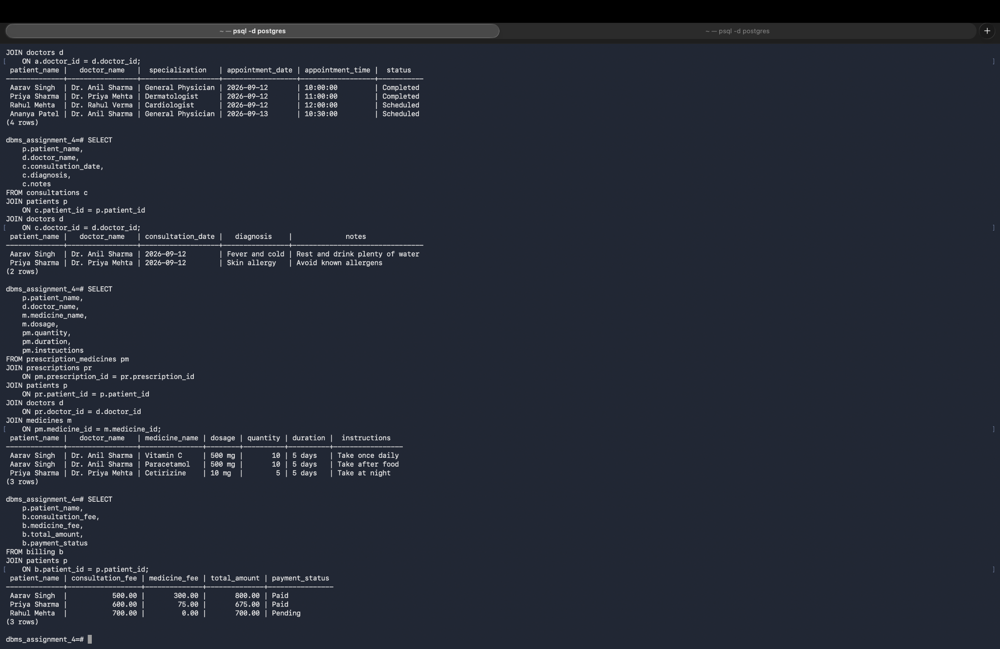 ~ — psql -d postgres
~ — psql -d postgres
+
JOIN doctors d
[    ON a.doctor_id = d.doctor_id;                                                  ]
 patient_name |   doctor_name   |  specialization   | appointment_date | appointment_time |  status
--------------+-----------------+-------------------+------------------+------------------+-----------
 Aarav Singh  | Dr. Anil Sharma | General Physician | 2026-09-12       | 10:00:00         | Completed
 Priya Sharma | Dr. Priya Mehta | Dermatologist     | 2026-09-12       | 11:00:00         | Completed
 Rahul Mehta  | Dr. Rahul Verma | Cardiologist      | 2026-09-12       | 12:00:00         | Scheduled
 Ananya Patel | Dr. Anil Sharma | General Physician | 2026-09-13       | 10:30:00         | Scheduled
(4 rows)

dbms_assignment_4=# SELECT
    p.patient_name,
    d.doctor_name,
    c.consultation_date,
    c.diagnosis,
    c.notes
FROM consultations c
JOIN patients p
    ON c.patient_id = p.patient_id
JOIN doctors d
[    ON c.doctor_id = d.doctor_id;                                                  ]
 patient_name |   doctor_name   | consultation_date |   diagnosis    |             notes
--------------+-----------------+-------------------+----------------+--------------------------------
 Aarav Singh  | Dr. Anil Sharma | 2026-09-12        | Fever and cold | Rest and drink plenty of water
 Priya Sharma | Dr. Priya Mehta | 2026-09-12        | Skin allergy   | Avoid known allergens
(2 rows)

dbms_assignment_4=# SELECT
    p.patient_name,
    d.doctor_name,
    m.medicine_name,
    m.dosage,
    pm.quantity,
    pm.duration,
    pm.instructions
FROM prescription_medicines pm
JOIN prescriptions pr
    ON pm.prescription_id = pr.prescription_id
JOIN patients p
    ON pr.patient_id = p.patient_id
JOIN doctors d
    ON pr.doctor_id = d.doctor_id
JOIN medicines m
[    ON pm.medicine_id = m.medicine_id;                                             ]
 patient_name |   doctor_name   | medicine_name | dosage | quantity | duration |  instructions
--------------+-----------------+---------------+--------+----------+----------+-----------------
 Aarav Singh  | Dr. Anil Sharma | Vitamin C     | 500 mg |       10 | 5 days   | Take once daily
 Aarav Singh  | Dr. Anil Sharma | Paracetamol   | 500 mg |       10 | 5 days   | Take after food
 Priya Sharma | Dr. Priya Mehta | Cetirizine    | 10 mg  |        5 | 5 days   | Take at night
(3 rows)

dbms_assignment_4=# SELECT
    p.patient_name,
    b.consultation_fee,
    b.medicine_fee,
    b.total_amount,
    b.payment_status
FROM billing b
JOIN patients p
[    ON b.patient_id = p.patient_id;                                                ]
 patient_name | consultation_fee | medicine_fee | total_amount | payment_status
--------------+------------------+--------------+--------------+----------------
 Aarav Singh  |           500.00 |       300.00 |       800.00 | Paid
 Priya Sharma |           600.00 |        75.00 |       675.00 | Paid
 Rahul Mehta  |           700.00 |         0.00 |       700.00 | Pending
(3 rows)

dbms_assignment_4=#